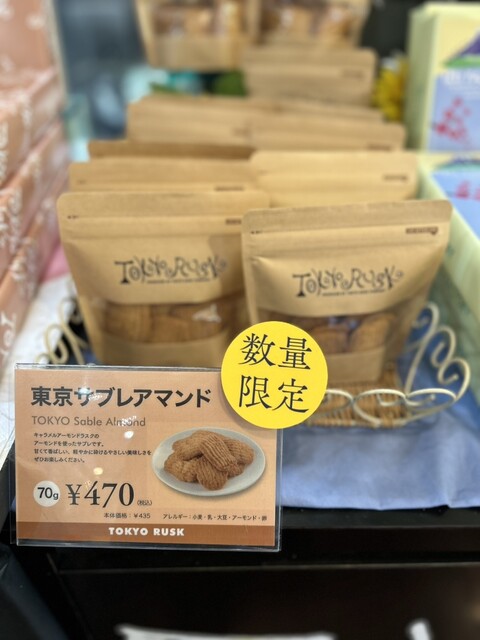 TOKYO RUSK
TOKYO RUSK
数量
限定
東京サブレアマンド
TOKYO Sable Almond
キャラメルアーモンドラスクの
アーモンドを使ったサブレです。
甘くて香ばしい、軽やかに砕けるやさしい美味しさを
ぜひお楽しみください。
70g ¥470(税込)
本体価格：¥435
アレルギー：小麦・乳・大豆・アーモンド・卵
TOKYO RUSK